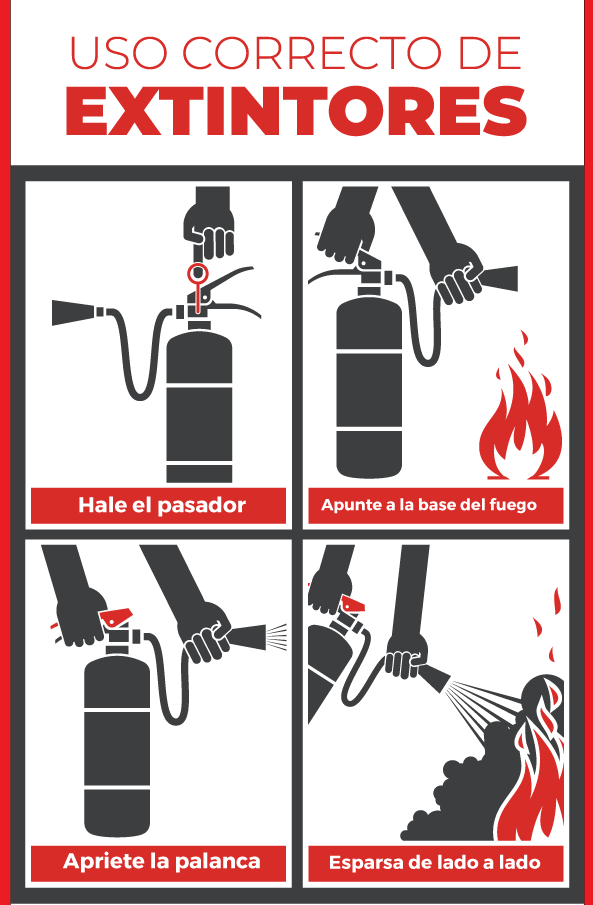 USO CORRECTO DE
EXTINTORES
Hale el pasador
Apunte a la base del fuego
Apriete la palanca
Esparsa de lado a lado